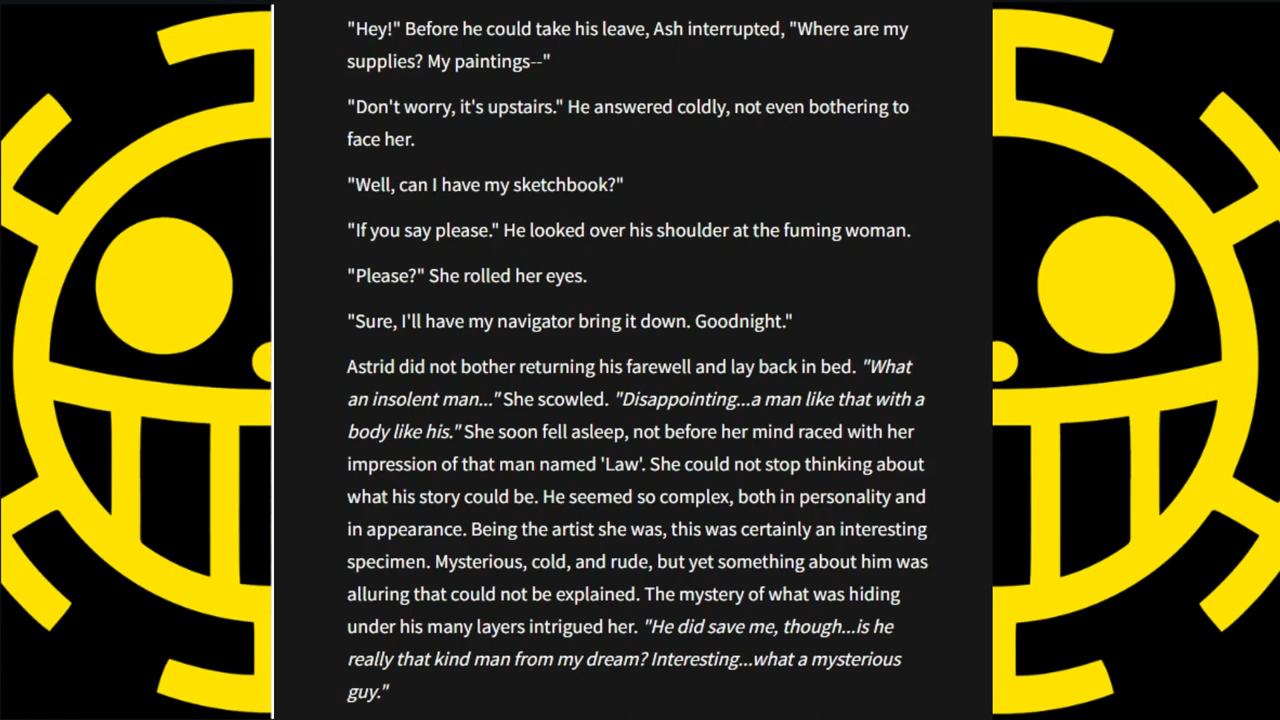 "Hey!" Before he could take his leave, Ash interrupted, "Where are my
supplies? My paintings--"
"Don't worry, it's upstairs." He answered coldly, not even bothering to
face her.
"Well, can I have my sketchbook?"
"If you say please." He looked over his shoulder at the fuming woman.
"Please?" She rolled her eyes.
"Sure, I'll have my navigator bring it down. Goodnight."
Astrid did not bother returning his farewell and lay back in bed. "What
an insolent man..." She scowled. "Disappointing...a man like that with a
body like his." She soon fell asleep, not before her mind raced with her
impression of that man named 'Law'. She could not stop thinking about
what his story could be. He seemed so complex, both in personality and
in appearance. Being the artist she was, this was certainly an interesting
specimen. Mysterious, cold, and rude, but yet something about him was
alluring that could not be explained. The mystery of what was hiding
under his many layers intrigued her. "He did save me, though...is he
really that kind man from my dream? Interesting...what a mysterious
guy."